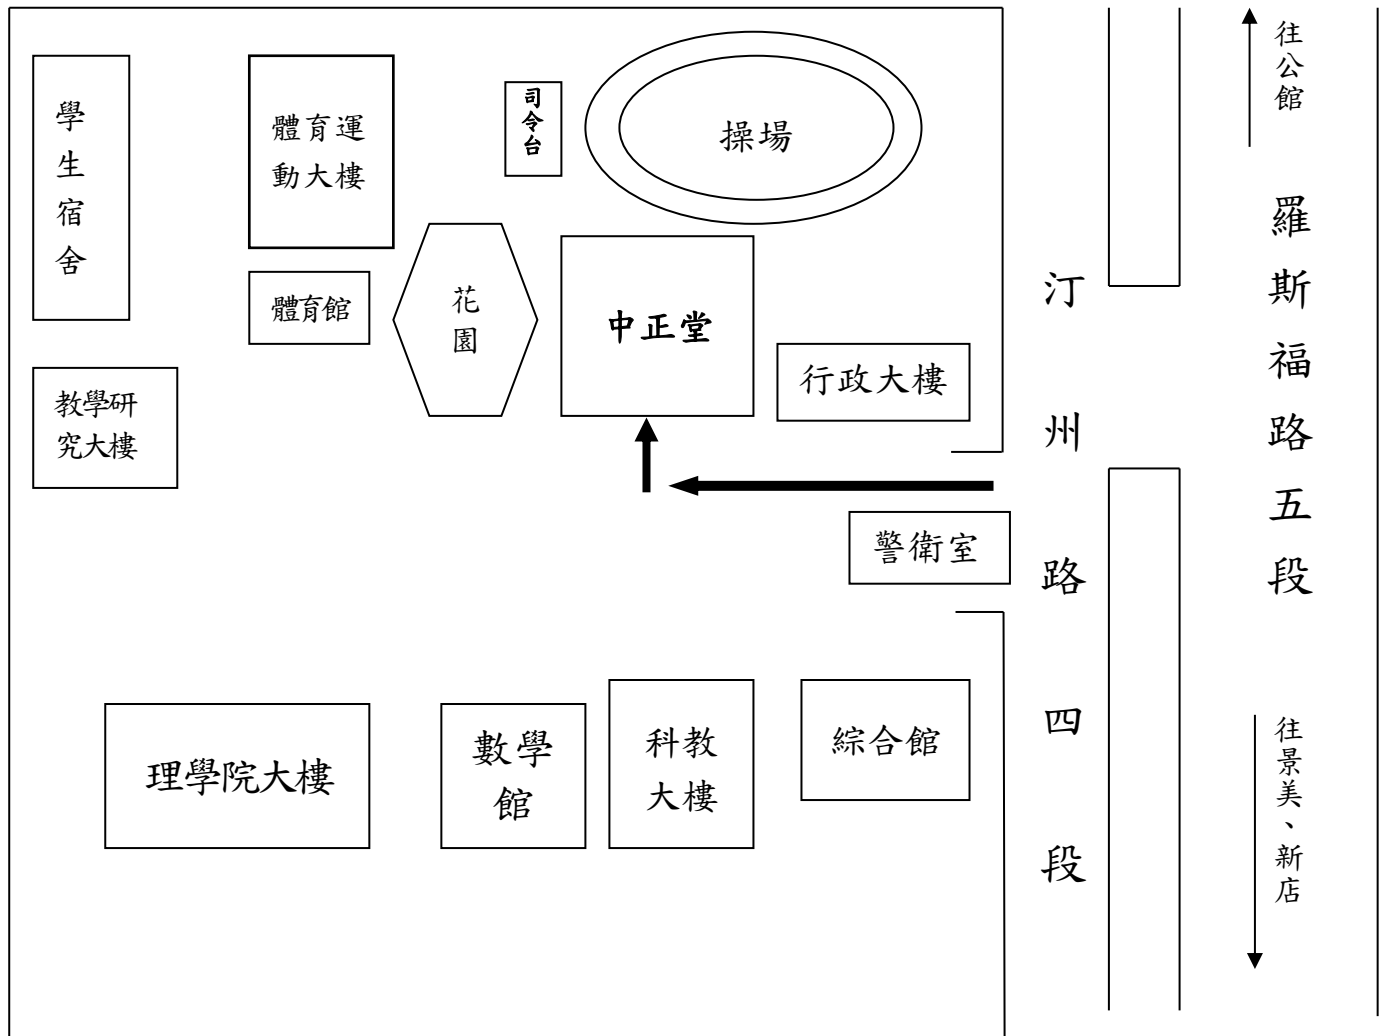 學生宿舍
體育運
動大樓
司令台
操場
往公館
羅斯福路五段
汀州路四段
體育館
花園
中正堂
行政大樓
教學研
究大樓
警衛室
理學院大樓
數學
館
科教
大樓
綜合館
往景美、新店